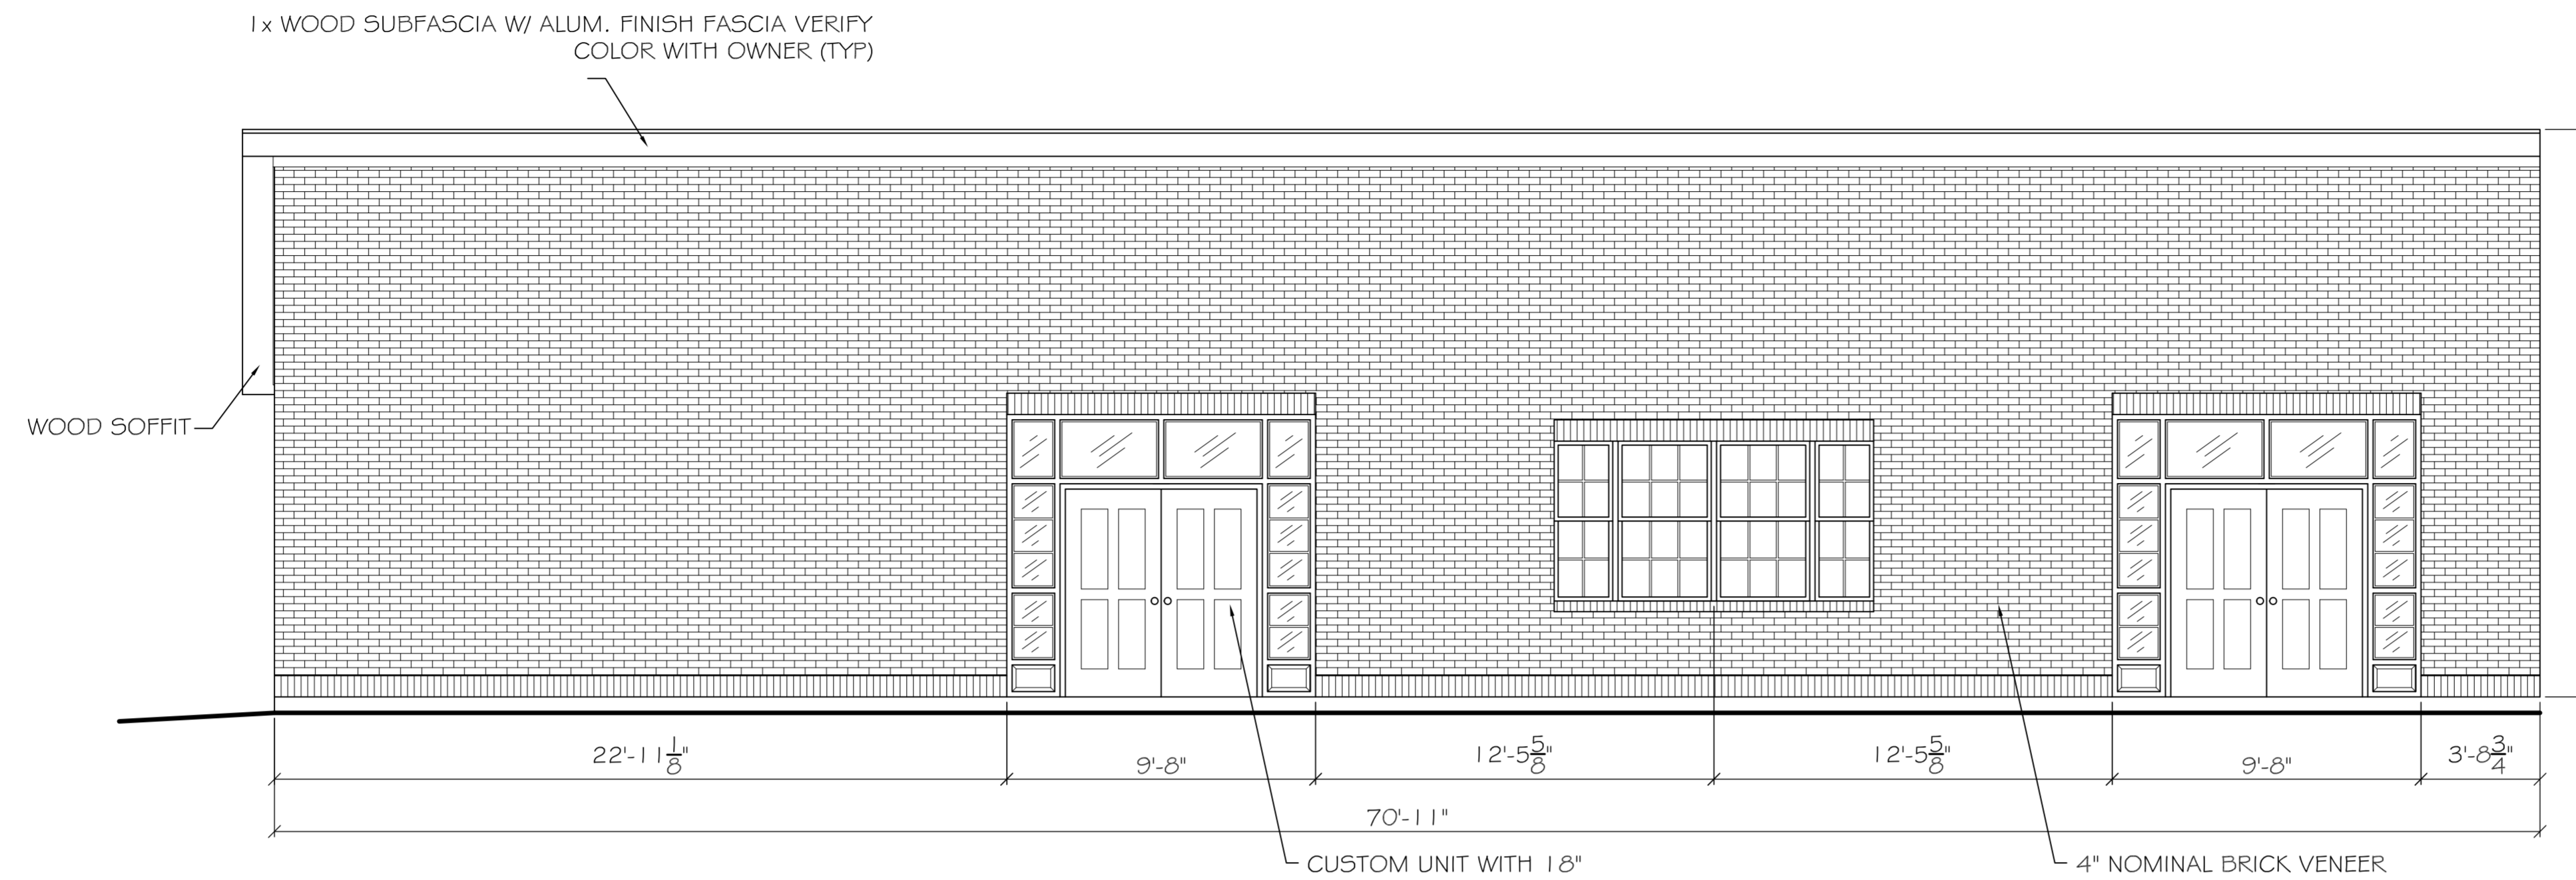 1x WOOD SUBFASCIA W/ ALUM. FINISH FASCIA VERIFY
COLOR WITH OWNER (TYP)
WOOD SOFFIT
22'-11 1/8"
9'-8"
12'-5 5/8"
12'-5 5/8"
9'-8"
3'-8 3/4"
70'-11"
CUSTOM UNIT WITH 18"
4" NOMINAL BRICK VENEER